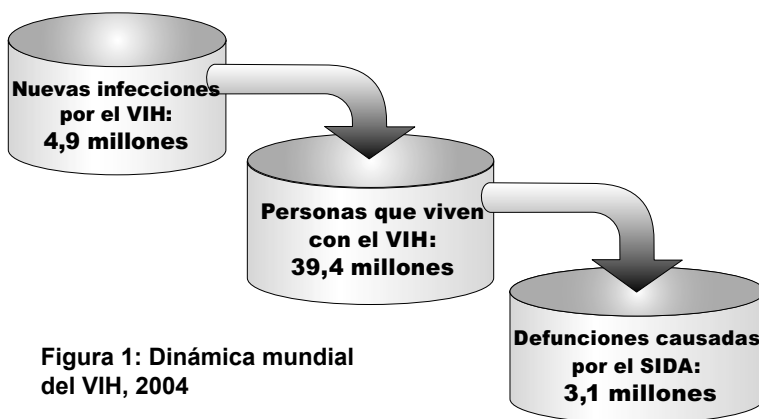 Nuevas infecciones
por el VIH:
4,9 millones
Personas que viven
con el VIH:
39,4 millones
Defunciones causadas
por el SIDA:
3,1 millones
Figura 1: Dinámica mundial
del VIH, 2004